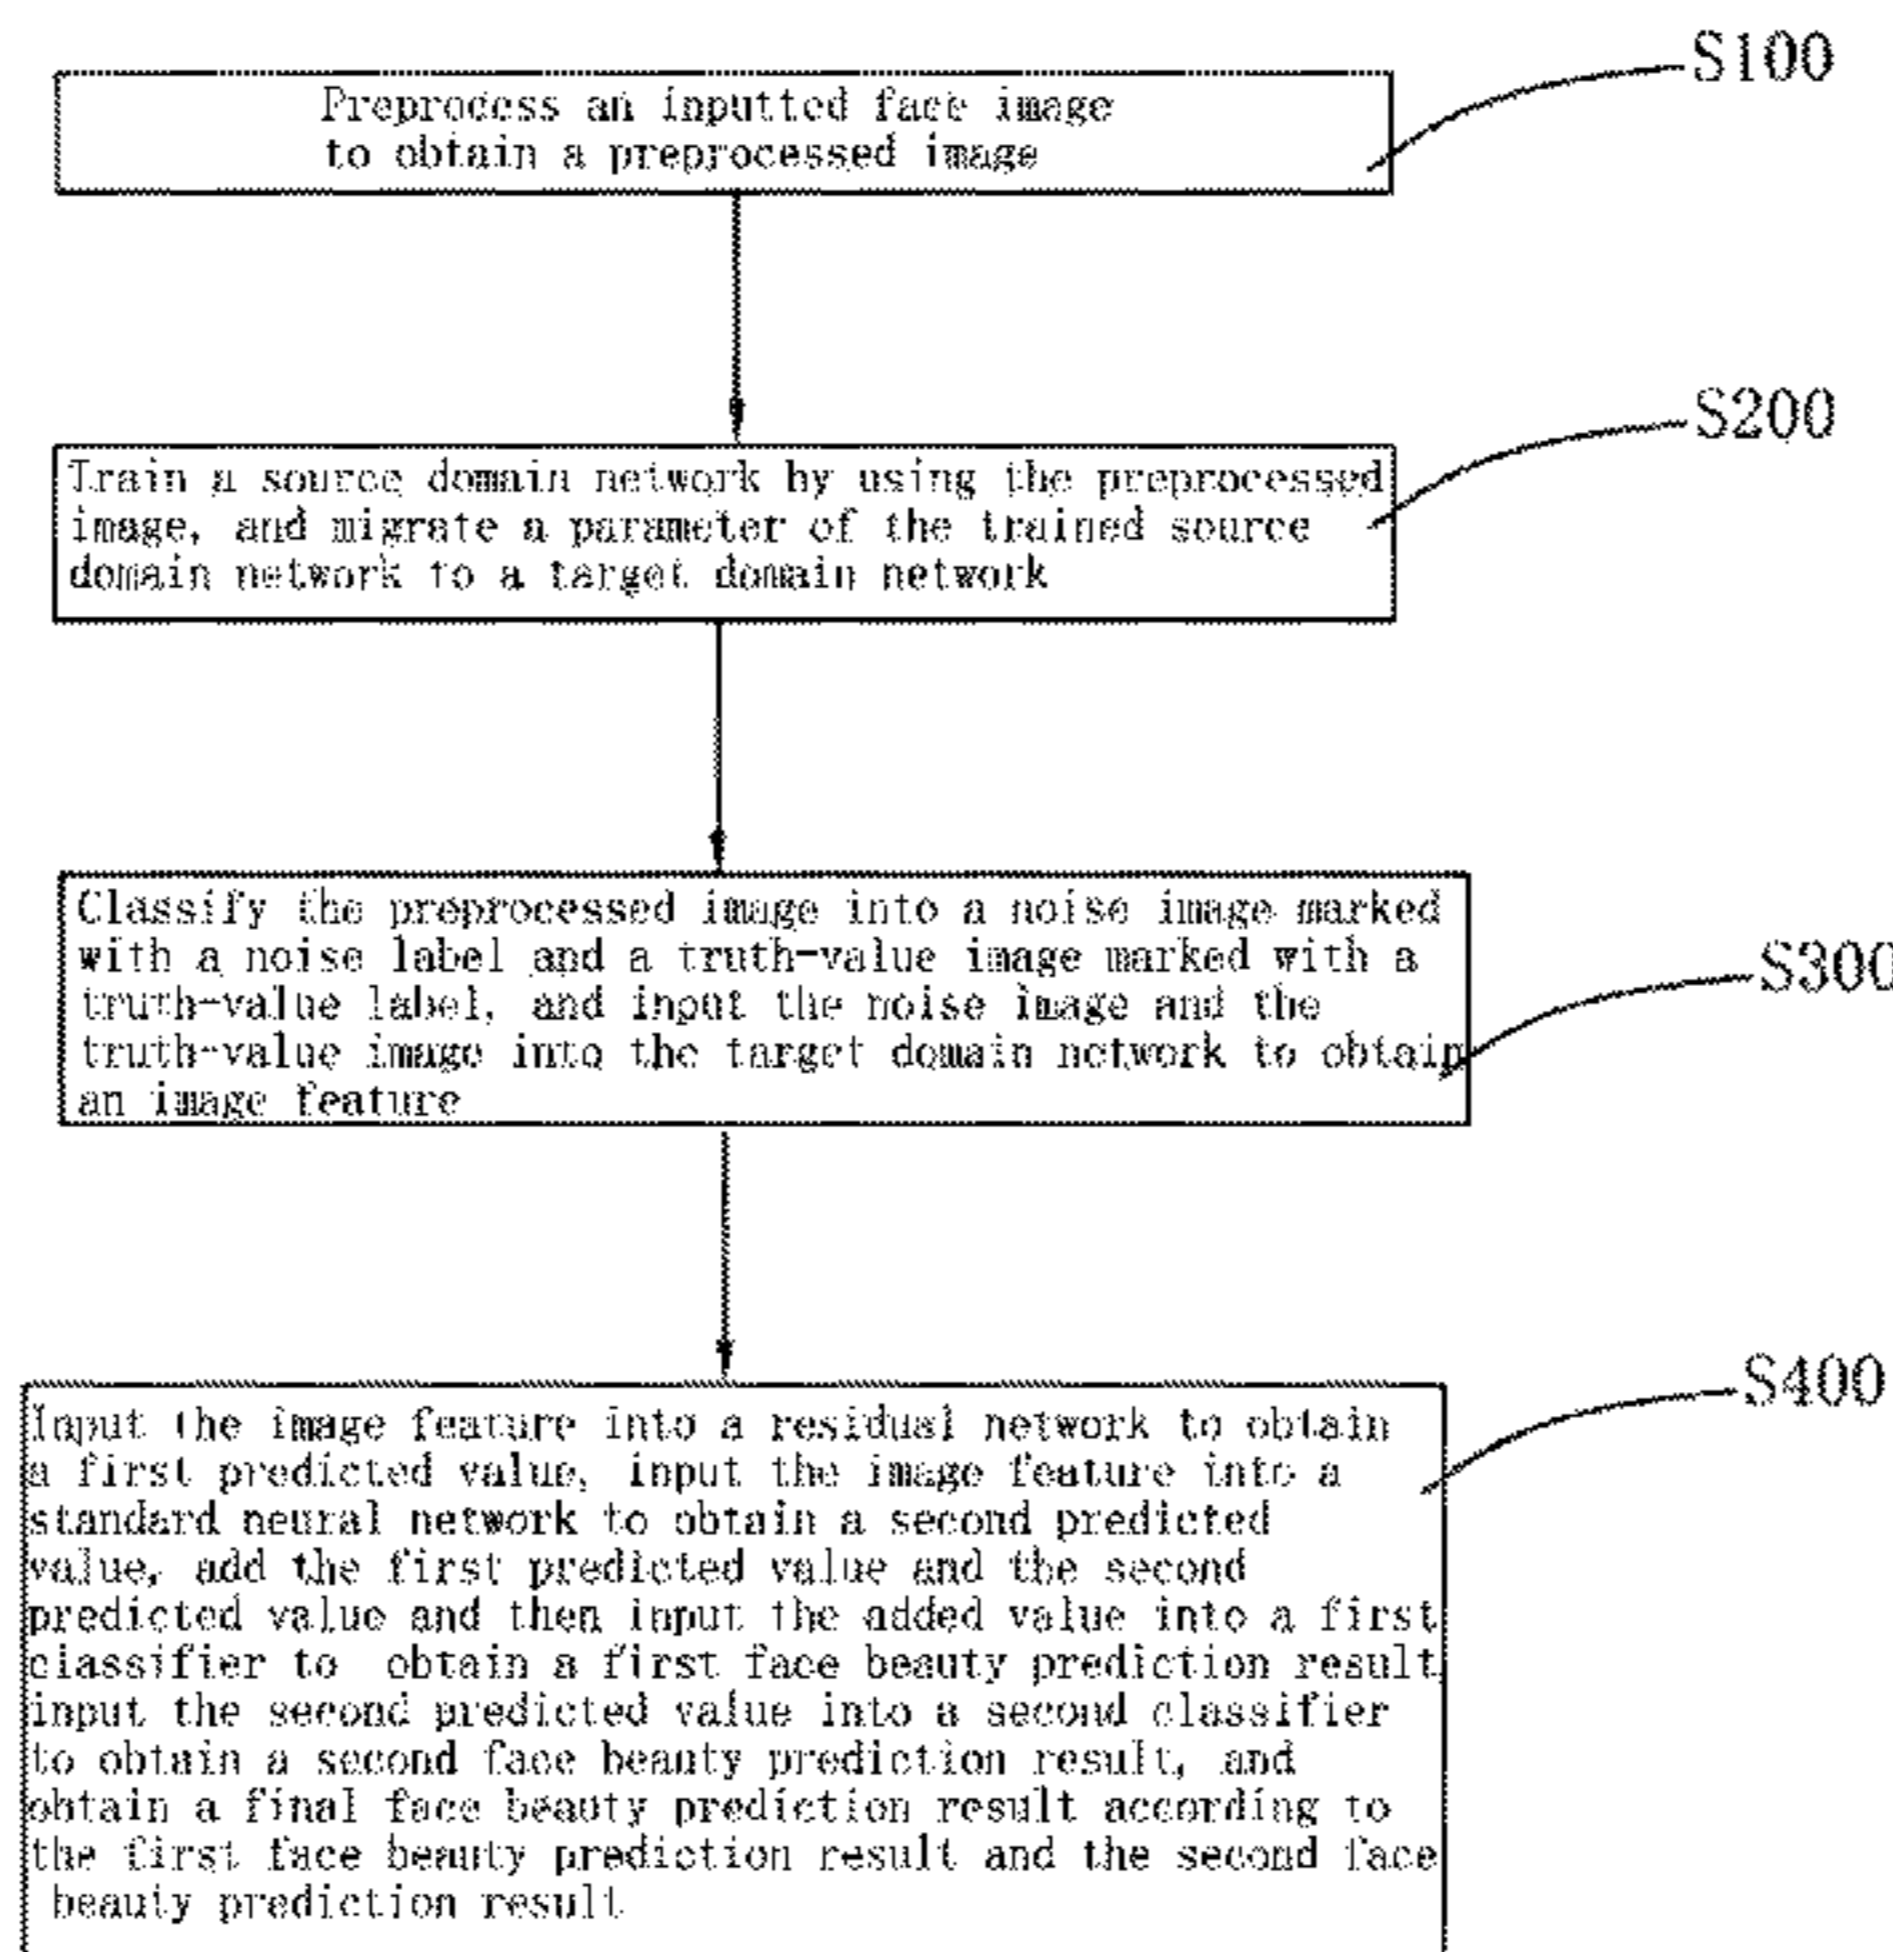 S100
Preprocess an inputted face image
to obtain a preprocessed image
S200
Train a source domain network by using the preprocessed
image, and migrate a parameter of the trained source
domain network to a target domain network
Classify the preprocessed image into a noise image marked
with a noise label and a truth-value image marked with a
S300
truth-value label, and input the noise image and the
truth-value image into the target domain network to obtain
an image feature
S400
Input the image feature into a residual network to obtain
a first predicted value, input the image feature into a
standard neural network to obtain a second predicted
value, add the first predicted value and the second
predicted value and then input the added value into a first
classifier to obtain a first face beauty prediction result,
input the second predicted value into a second classifier
to obtain a second face beauty prediction result, and
obtain a final face beauty prediction result according to
the first face beauty prediction result and the second face
beauty prediction result